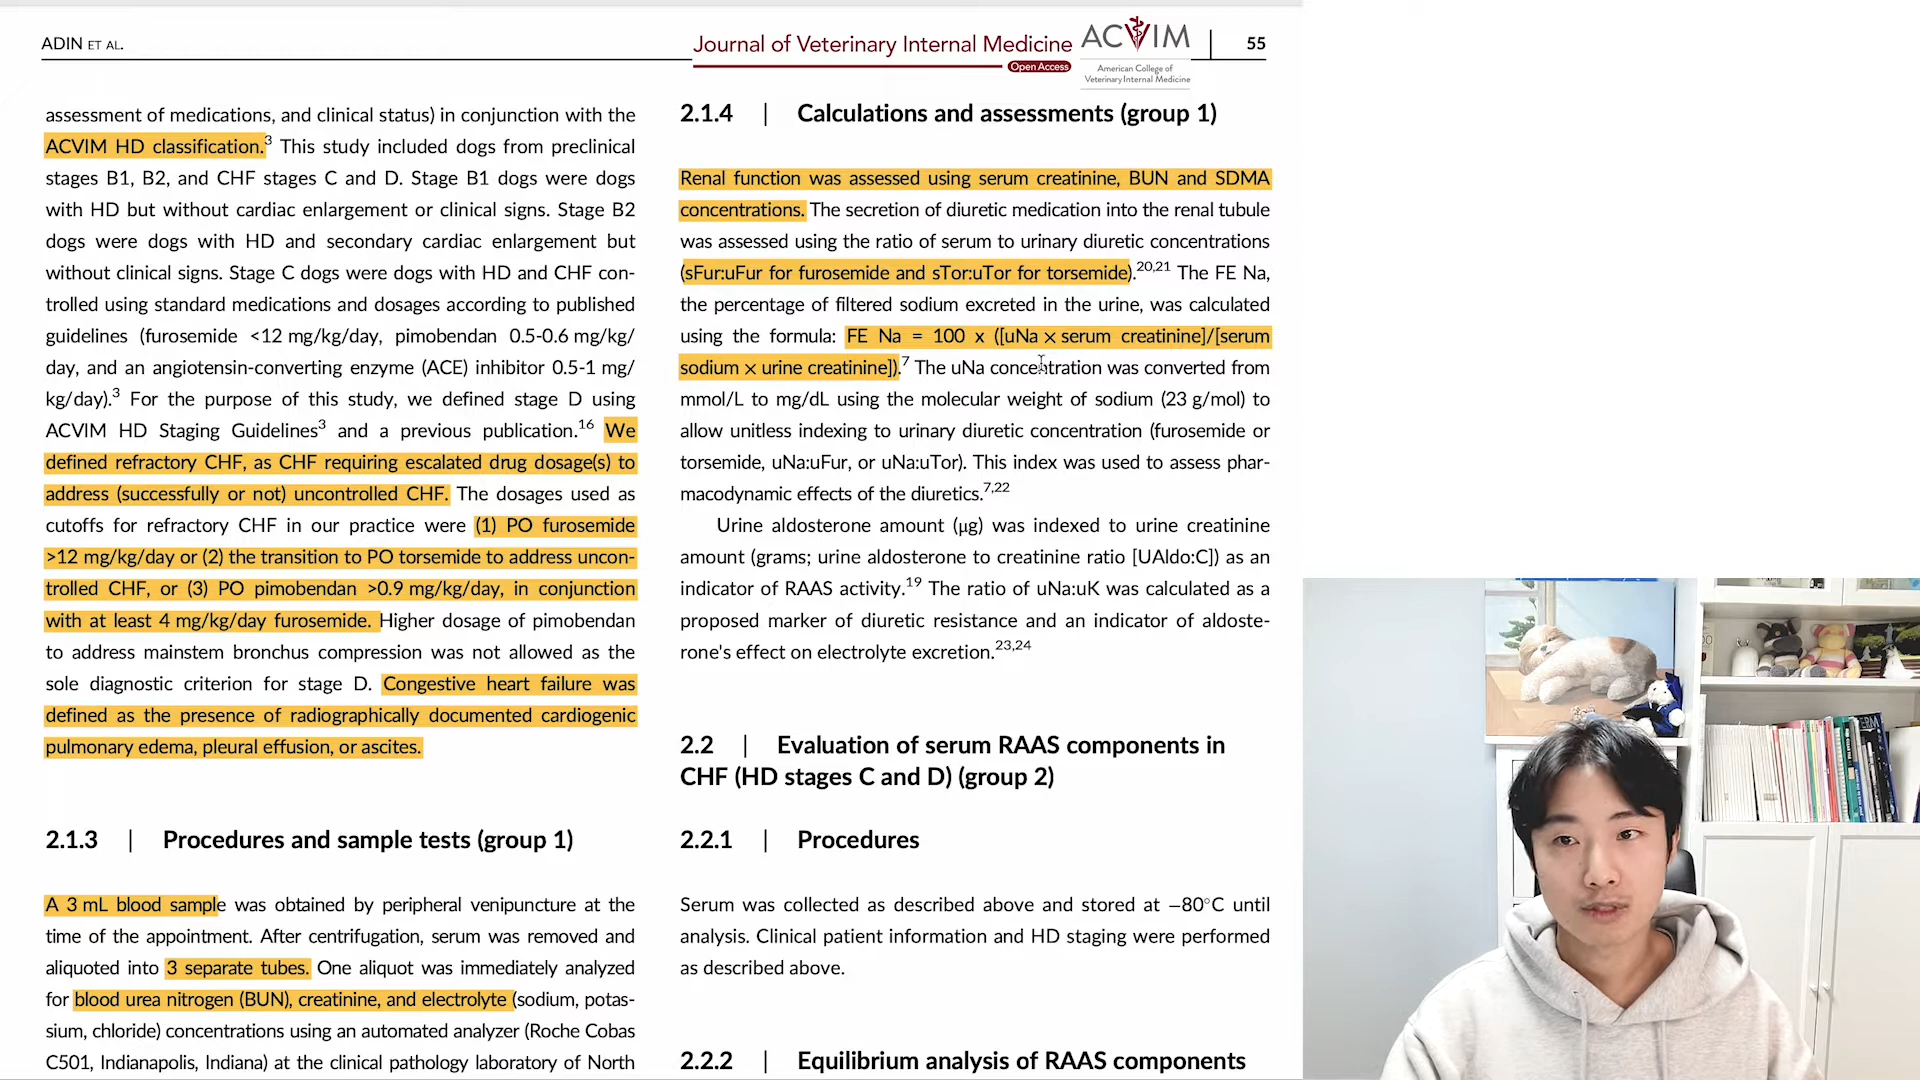 ADIN ET AL.
Journal of Veterinary Internal Medicine
Open Access
ACVIM
American College of
Veterinary Internal Medicine
55
assessment of medications, and clinical status) in conjunction with the
ACVIM HD classification.3 This study included dogs from preclinical
stages B1, B2, and CHF stages C and D. Stage B1 dogs were dogs
with HD but without cardiac enlargement or clinical signs. Stage B2
dogs were dogs with HD and secondary cardiac enlargement but
without clinical signs. Stage C dogs were dogs with HD and CHF con-
trolled using standard medications and dosages according to published
guidelines (furosemide <12 mg/kg/day, pimobendan 0.5-0.6 mg/kg/
day, and an angiotensin-converting enzyme (ACE) inhibitor 0.5-1 mg/
kg/day).3 For the purpose of this study, we defined stage D using
ACVIM HD Staging Guidelines3 and a previous publication.16 We
defined refractory CHF, as CHF requiring escalated drug dosage(s) to
address (successfully or not) uncontrolled CHF. The dosages used as
cutoffs for refractory CHF in our practice were (1) PO furosemide
>12 mg/kg/day or (2) the transition to PO torsemide to address uncon-
trolled CHF, or (3) PO pimobendan >0.9 mg/kg/day, in conjunction
with at least 4 mg/kg/day furosemide. Higher dosage of pimobendan
to address mainstem bronchus compression was not allowed as the
sole diagnostic criterion for stage D. Congestive heart failure was
defined as the presence of radiographically documented cardiogenic
pulmonary edema, pleural effusion, or ascites.
2.1.3 | Procedures and sample tests (group 1)
A 3 mL blood sample was obtained by peripheral venipuncture at the
time of the appointment. After centrifugation, serum was removed and
aliquoted into 3 separate tubes. One aliquot was immediately analyzed
for blood urea nitrogen (BUN), creatinine, and electrolyte (sodium, potas-
sium, chloride) concentrations using an automated analyzer (Roche Cobas
C501, Indianapolis, Indiana) at the clinical pathology laboratory of North
2.1.4 | Calculations and assessments (group 1)
Renal function was assessed using serum creatinine, BUN and SDMA
concentrations. The secretion of diuretic medication into the renal tubule
was assessed using the ratio of serum to urinary diuretic concentrations
(sFur:uFur for furosemide and sTor:uTor for torsemide).20,21 The FE Na,
the percentage of filtered sodium excreted in the urine, was calculated
using the formula: FE Na = 100 x ([uNa × serum creatinine]/[serum
sodium × urine creatinine]).7 The uNa concentration was converted from
mmol/L to mg/dL using the molecular weight of sodium (23 g/mol) to
allow unitless indexing to urinary diuretic concentration (furosemide or
torsemide, uNa:uFur, or uNa:uTor). This index was used to assess phar-
macodynamic effects of the diuretics.7,22
Urine aldosterone amount (μg) was indexed to urine creatinine
amount (grams; urine aldosterone to creatinine ratio [UAldo:C]) as an
indicator of RAAS activity.19 The ratio of uNa:uK was calculated as a
proposed marker of diuretic resistance and an indicator of aldoste-
rone's effect on electrolyte excretion.23,24
2.2 | Evaluation of serum RAAS components in
CHF (HD stages C and D) (group 2)
2.2.1 | Procedures
Serum was collected as described above and stored at −80°C until
analysis. Clinical patient information and HD staging were performed
as described above.
2.2.2 | Equilibrium analysis of RAAS components